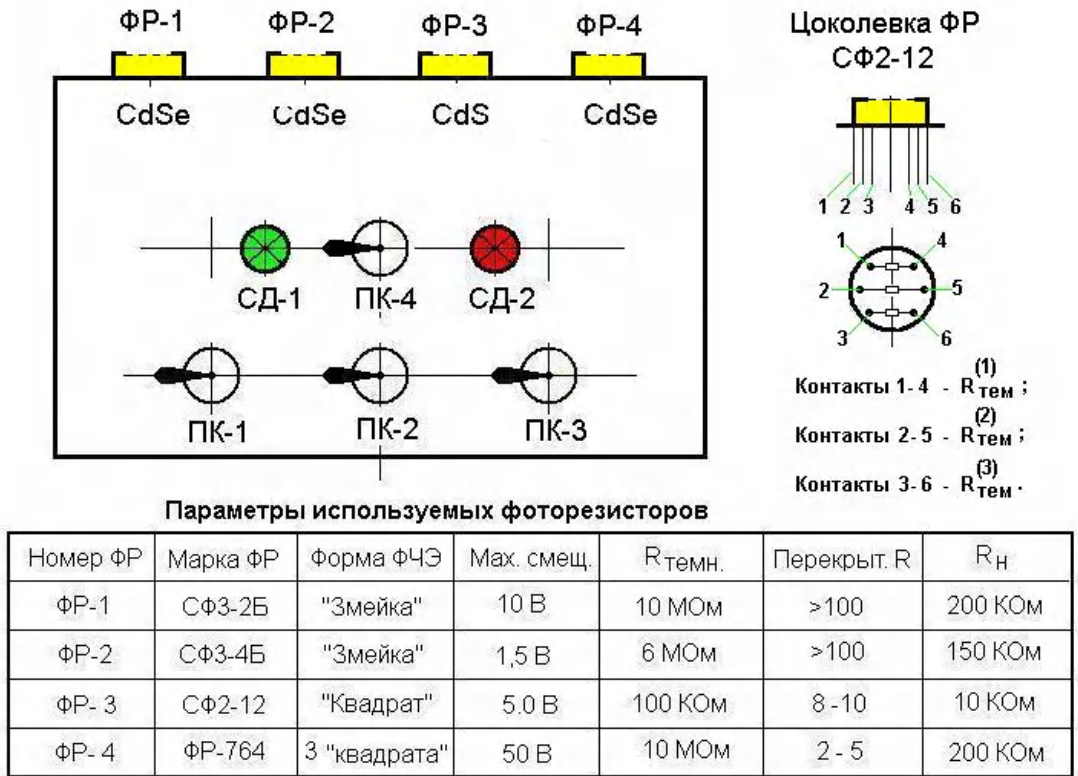 ФР-1 ФР-2 ФР-3 ФР-4
CdSe CdSe CdS CdSe
СД-1 ПК-4 СД-2
ПК-1 ПК-2 ПК-3
Цоколевка ФР
СФ2-12
1 2 3 4 5 6
1 4
2 5
3 6
(1)
Контакты 1-4 - Rтем ;
(2)
Контакты 2-5 - Rтем ;
(3)
Контакты 3-6 - Rтем .
Параметры используемых фоторезисторов
Номер ФР Марка ФР Форма ФЧЭ Мах. смещ. Rтемн. Перекрыт. R Rн
ФР-1 СФ3-2Б "Змейка" 10 В 10 МОм >100 200 КОм
ФР-2 СФ3-4Б "Змейка" 1,5 В 6 МОм >100 150 КОм
ФР- 3 СФ2-12 "Квадрат" 5.0 В 100 КОм 8 -10 10 КОм
ФР- 4 ФР-764 3 "квадрата" 50 В 10 МОм 2 - 5 200 КОм